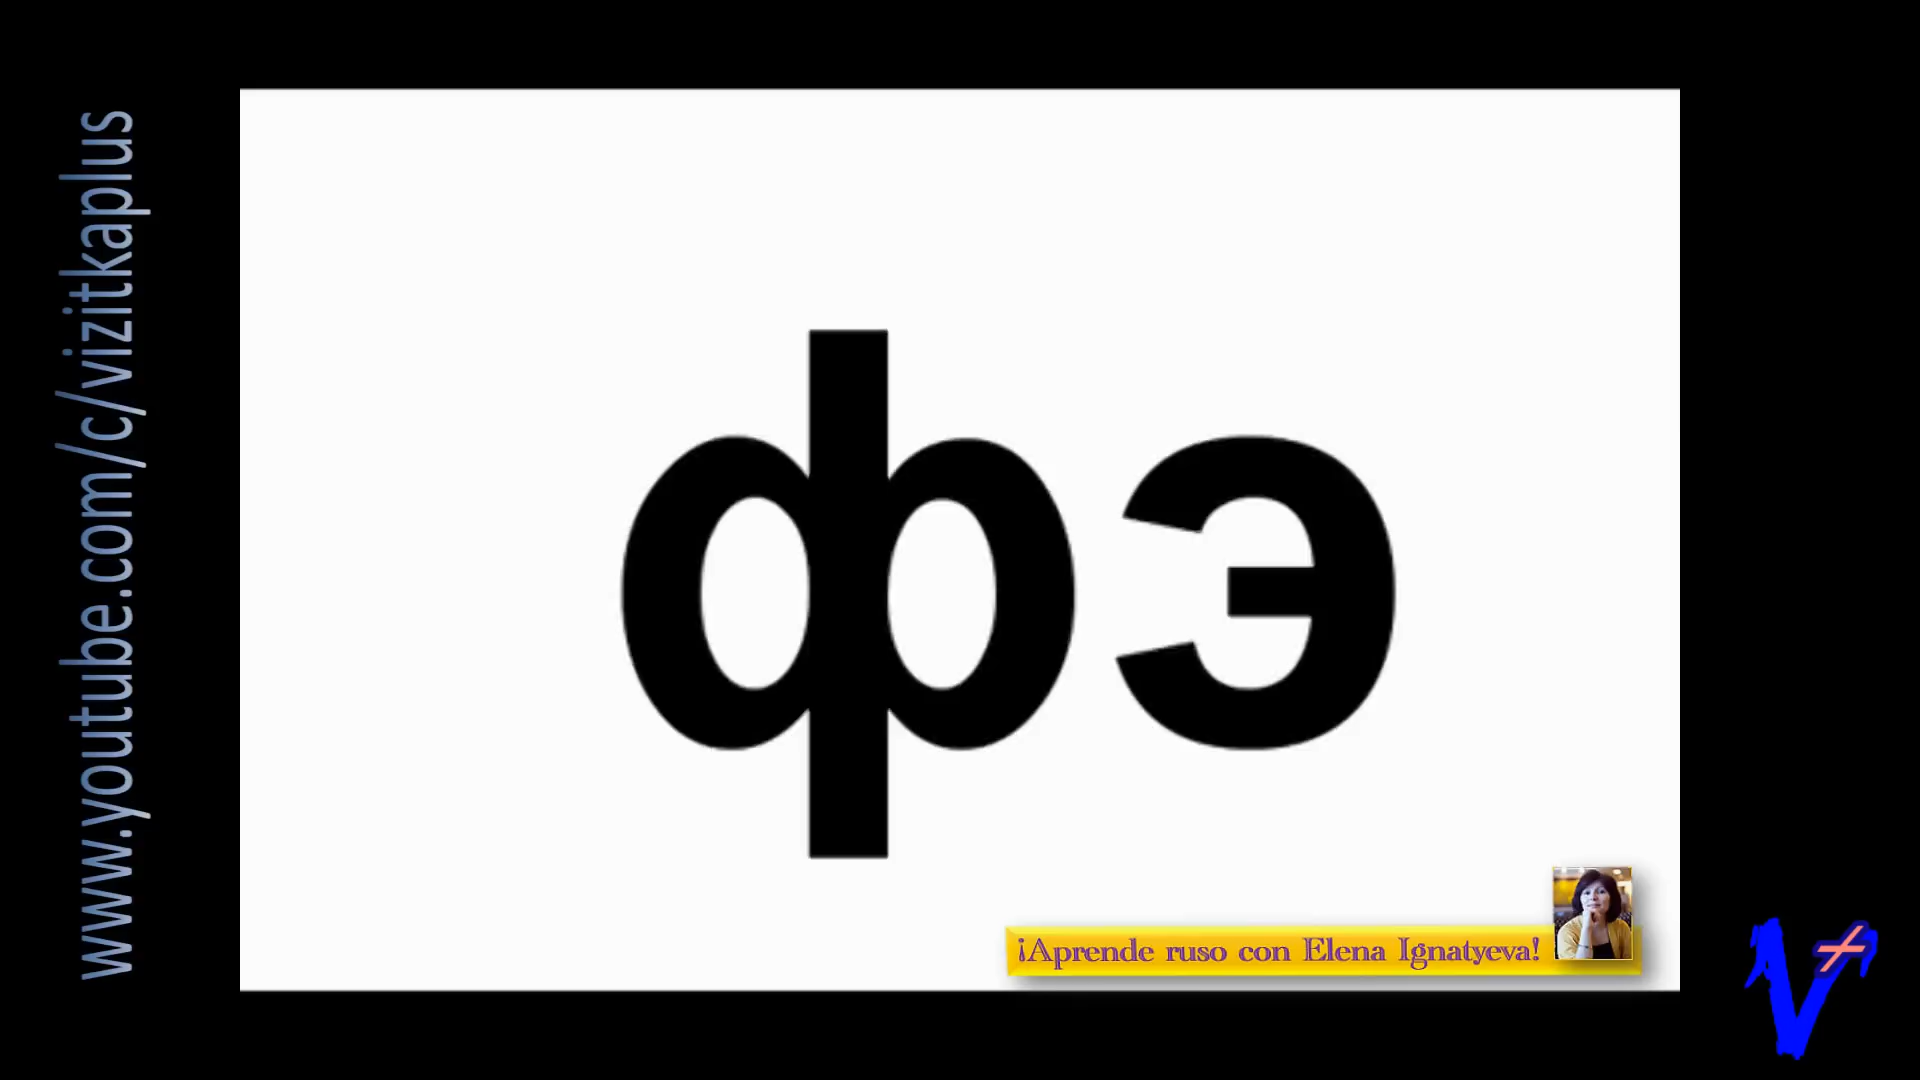 www.youtube.com/c/vizitkaplus
фэ
¡Aprende ruso con Elena Ignatyeva!
V+